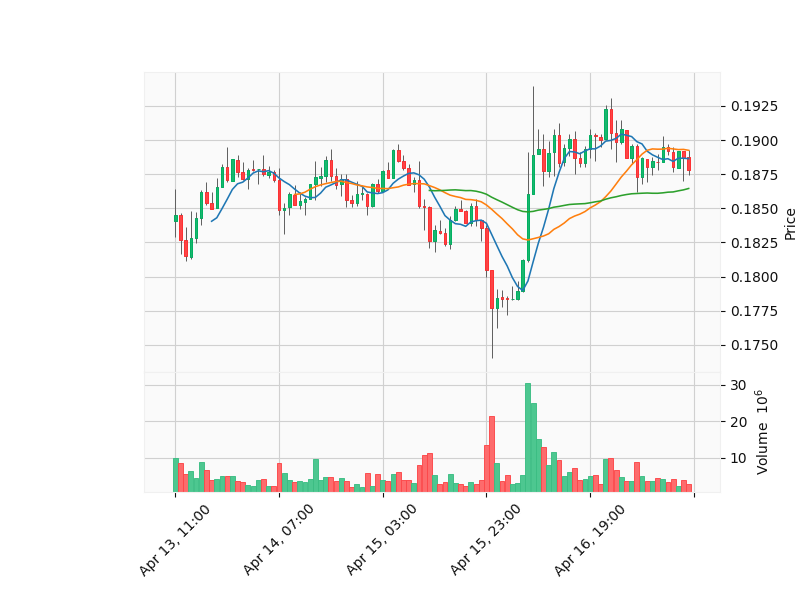 0.1925
0.1900
0.1875
0.1850
0.1825
0.1800
0.1775
0.1750
Price
30
20
10
Volume 10⁶
Apr 13, 11:00
Apr 14, 07:00
Apr 15, 03:00
Apr 15, 23:00
Apr 16, 19:00